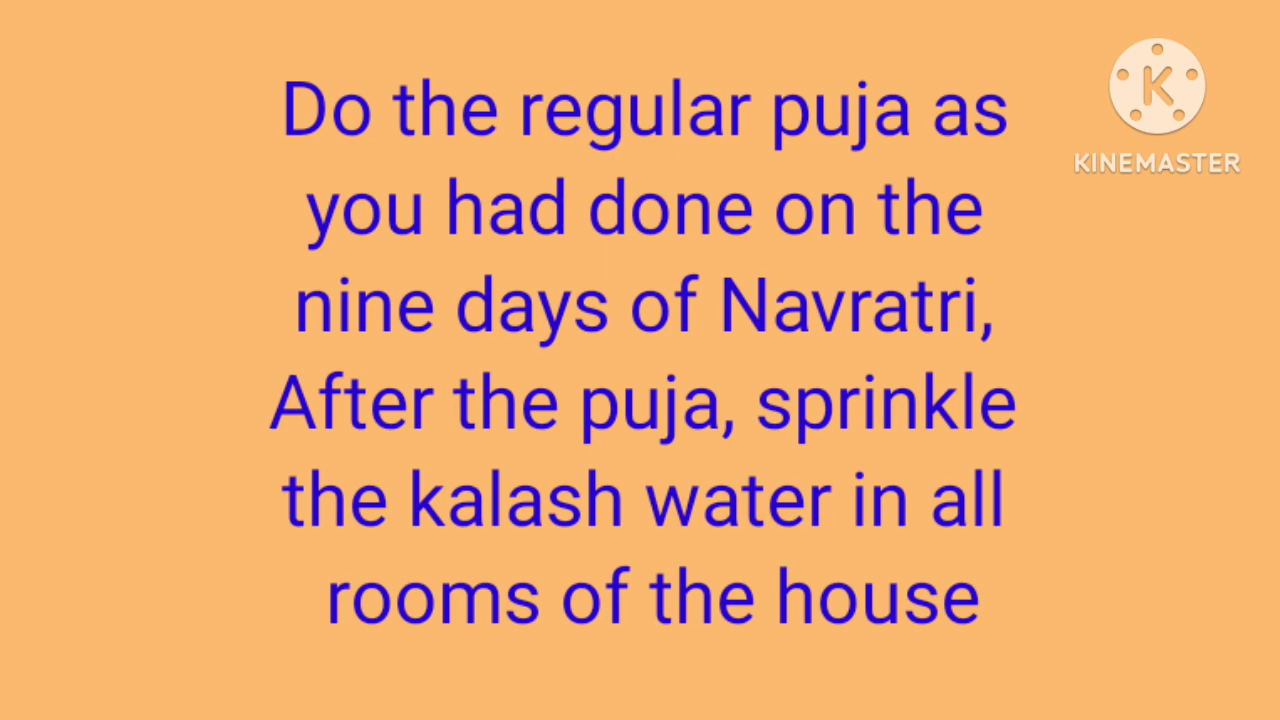 Do the regular puja as
you had done on the
nine days of Navratri,
After the puja, sprinkle
the kalash water in all
rooms of the house
K
KINEMASTER